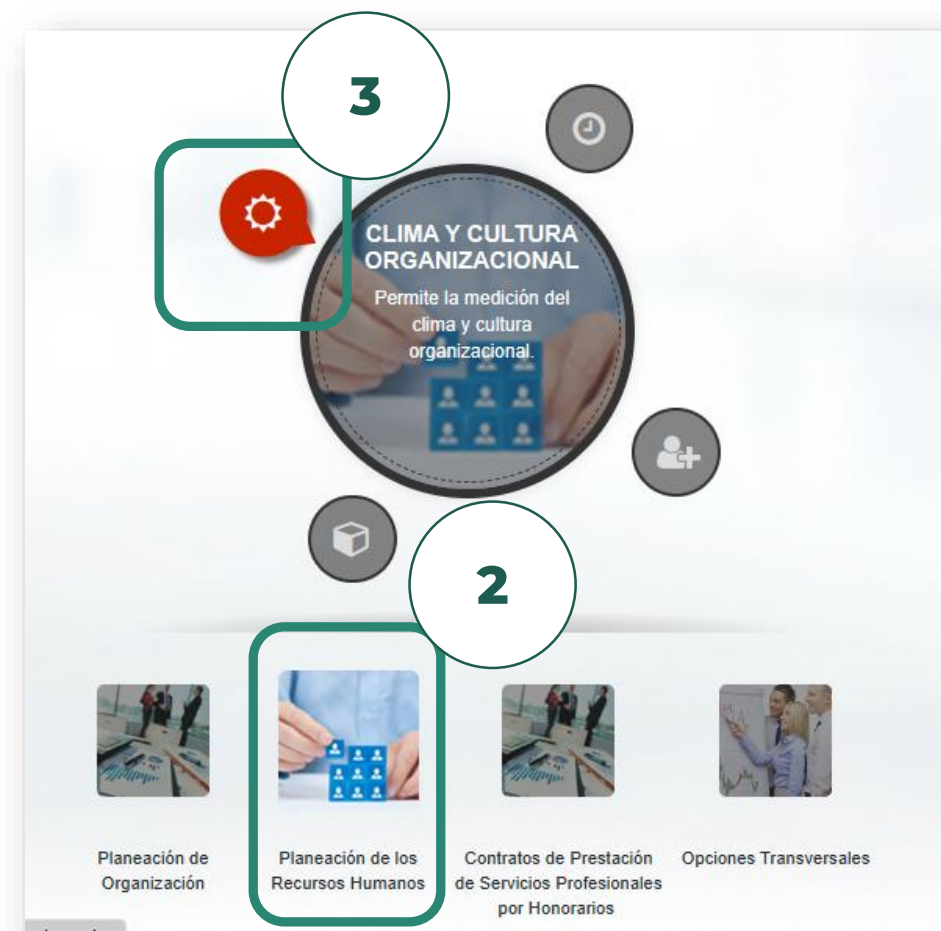 3
CLIMA Y CULTURA
ORGANIZACIONAL
Permite la medición del
clima y cultura
organizacional.
2
Planeación de
Organización
Planeación de los
Recursos Humanos
Contratos de Prestación
de Servicios Profesionales
por Honorarios
Opciones Transversales